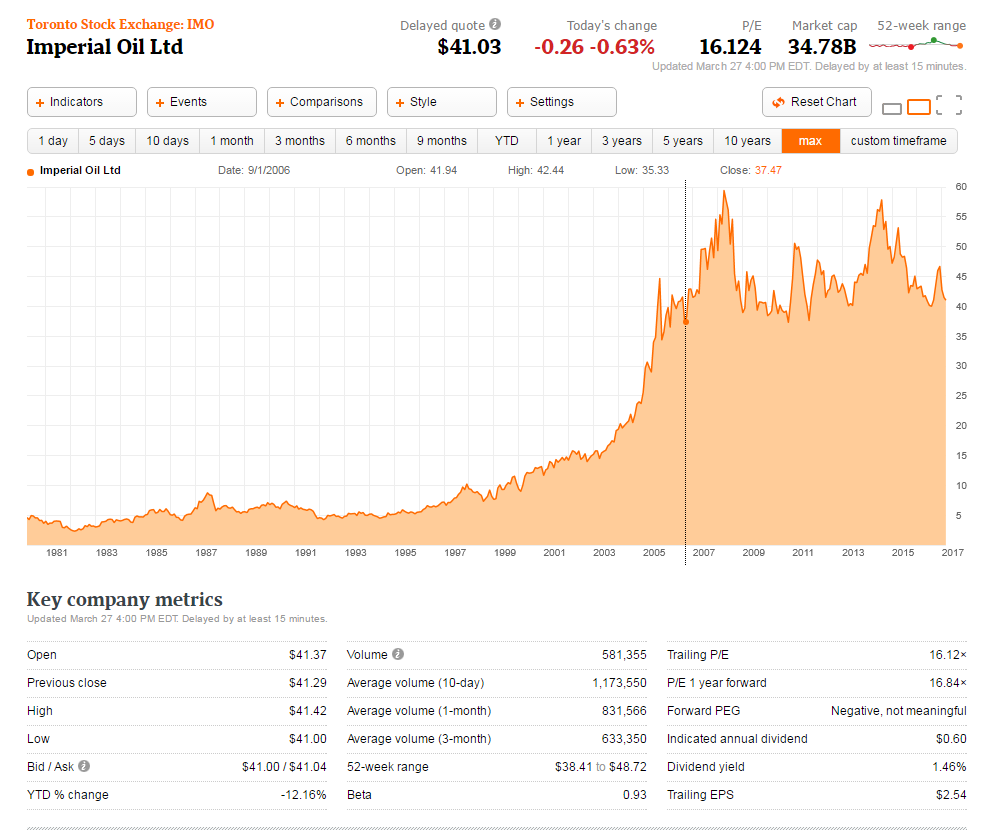 Toronto Stock Exchange: IMO
Imperial Oil Ltd
Delayed quote
$41.03
Today's change
-0.26 -0.63%
P/E
16.124
Market cap
34.78B
52-week range
Updated March 27 4:00 PM EDT. Delayed by at least 15 minutes.
+ Indicators
+ Events
+ Comparisons
+ Style
+ Settings
Reset Chart
1 day 5 days 10 days 1 month 3 months 6 months 9 months YTD 1 year 3 years 5 years 10 years max custom timeframe
Imperial Oil Ltd Date: 9/1/2006 Open: 41.94 High: 42.44 Low: 35.33 Close: 37.47
60
55
50
45
40
35
30
25
20
15
10
5
1981 1983 1985 1987 1989 1991 1993 1995 1997 1999 2001 2003 2005 2007 2009 2011 2013 2015 2017
Key company metrics
Updated March 27 4:00 PM EDT. Delayed by at least 15 minutes.
Open $41.37
Previous close $41.29
High $41.42
Low $41.00
Bid / Ask $41.00 / $41.04
YTD % change -12.16%
Volume 581,355
Average volume (10-day) 1,173,550
Average volume (1-month) 831,566
Average volume (3-month) 633,350
52-week range $38.41 to $48.72
Beta 0.93
Trailing P/E 16.12×
P/E 1 year forward 16.84×
Forward PEG Negative, not meaningful
Indicated annual dividend $0.60
Dividend yield 1.46%
Trailing EPS $2.54